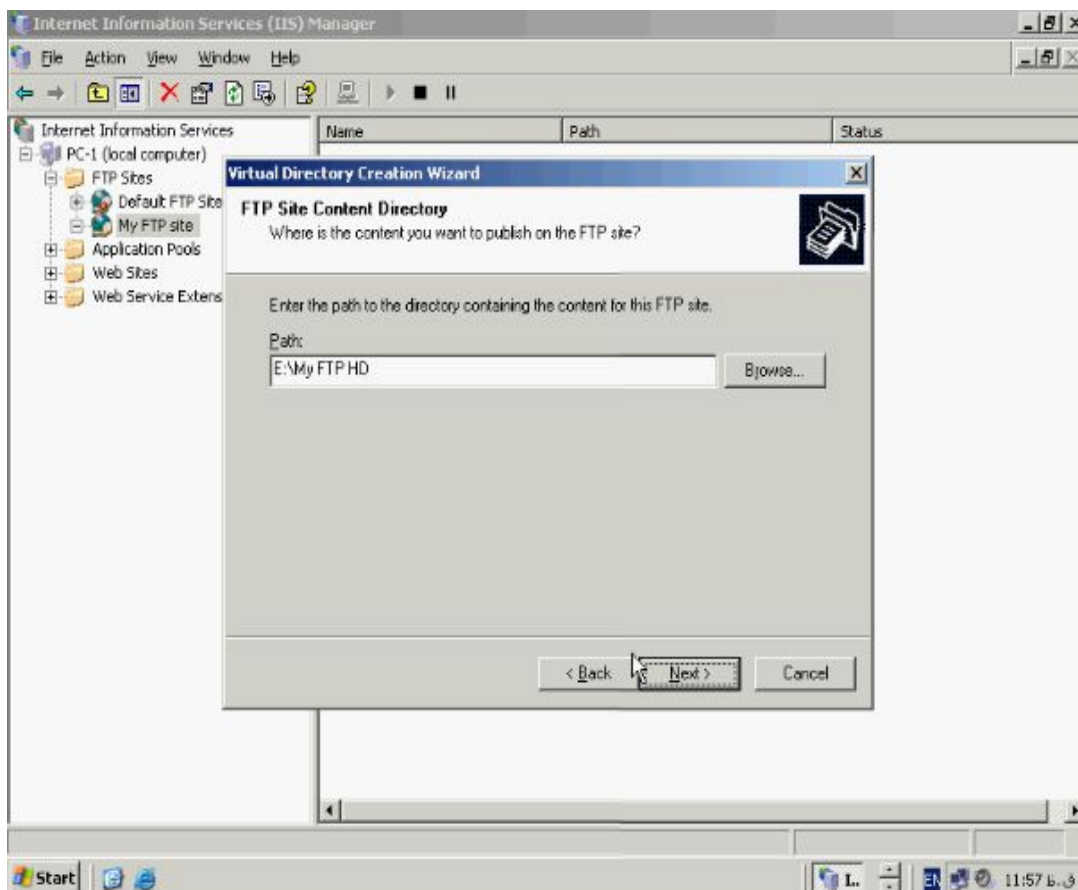 Internet Information Services (IIS) Manager
File Action View Window Help
Internet Information Services
Name Path Status
PC-1 (local computer)
FTP Sites
Default FTP Site
My FTP site
Application Pools
Web Sites
Web Service Extens
Virtual Directory Creation Wizard
FTP Site Content Directory
Where is the content you want to publish on the FTP site?
Enter the path to the directory containing the content for this FTP site.
Path:
E:\My FTP HD
Browse...
< Back Next > Cancel
Start I... EN 11:57